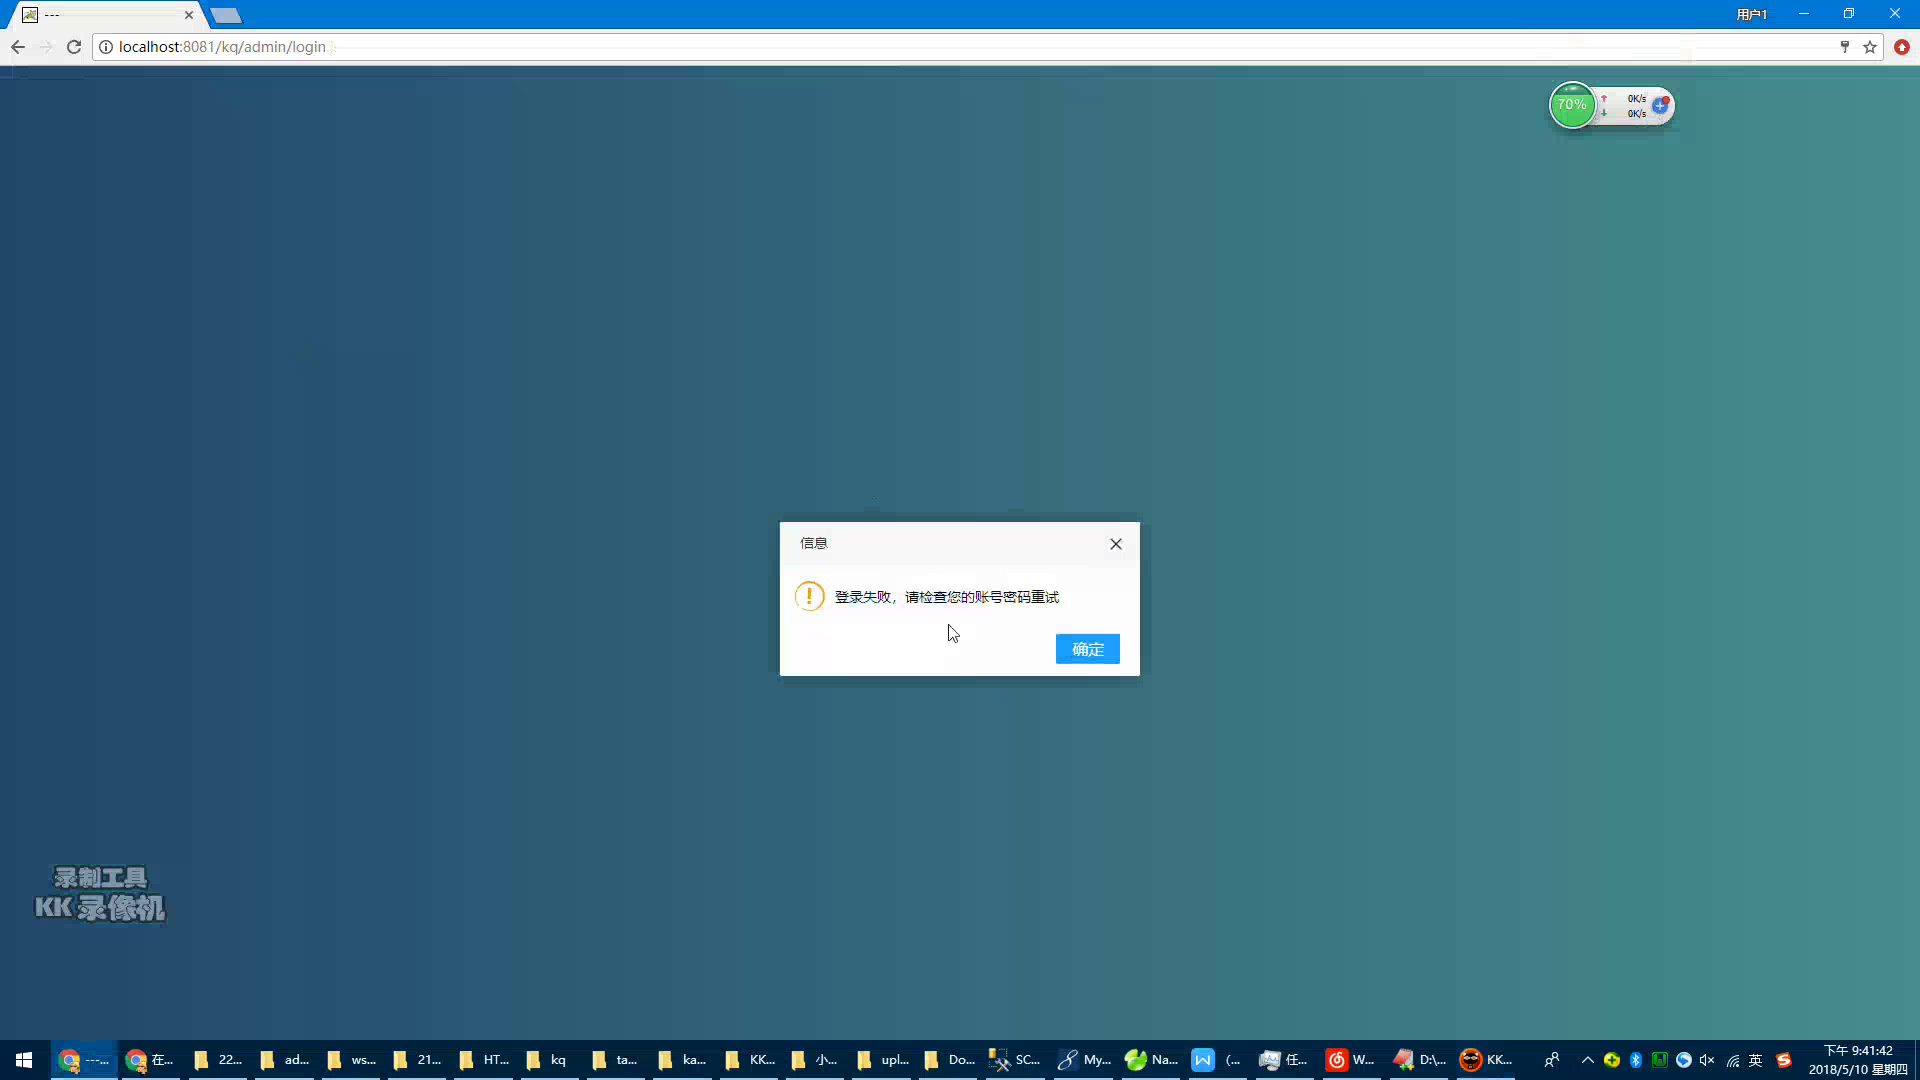 ---
用户1
localhost:8081/kq/admin/login
70%
0K/s
0K/s
信息
登录失败，请检查您的账号密码重试
确定
录制工具
KK 录像机
---...
在...
22...
ad...
ws...
21...
HT...
kq
ta...
ka...
KK...
小...
upl...
Do...
SC...
My...
Na...
(...
任...
W...
D:\...
KK...
英
下午 9:41:42
2018/5/10 星期四